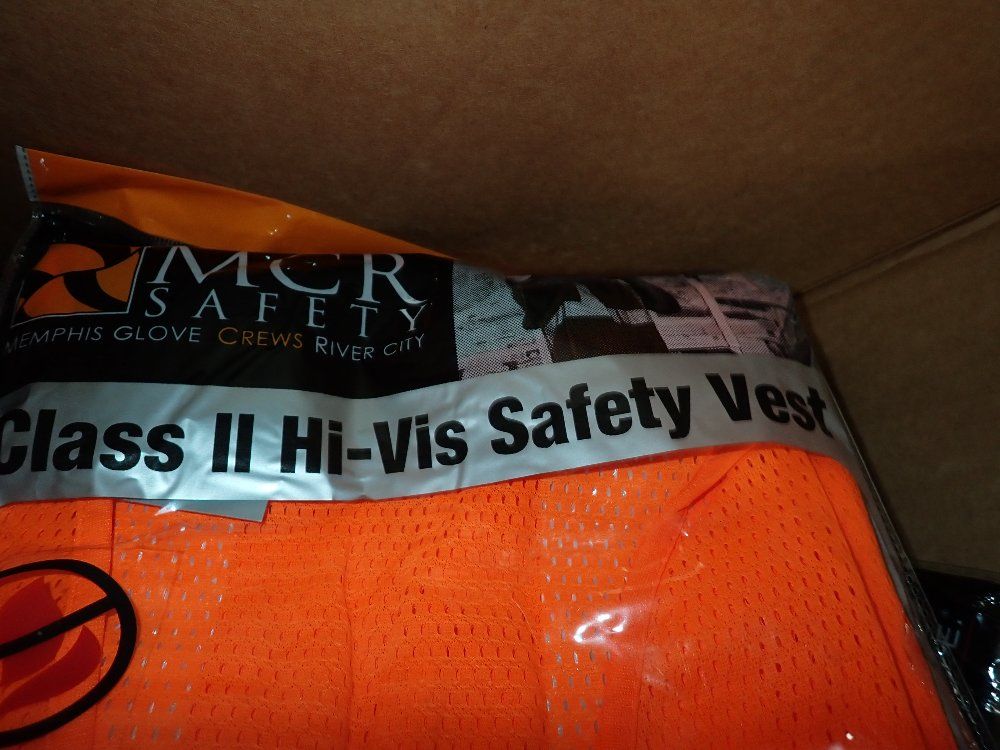 MCR
SAFETY
MEMPHIS GLOVE CREWS RIVER CITY
Class II Hi-Vis Safety Vest